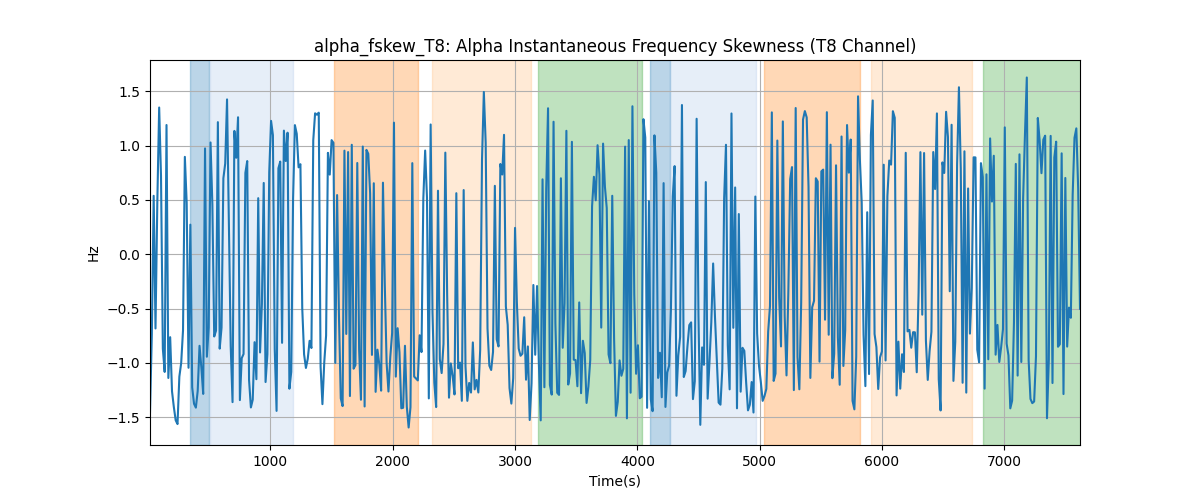 alpha_fskew_T8: Alpha Instantaneous Frequency Skewness (T8 Channel)
1.5
1.0
0.5
0.0
−0.5
−1.0
−1.5
Hz
1000 2000 3000 4000 5000 6000 7000
Time(s)